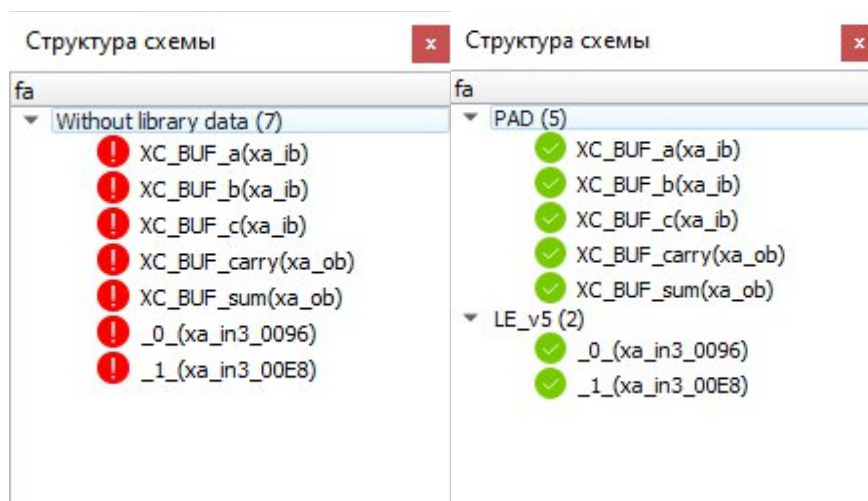 Структура схемы
x
fa
Without library data (7)
XC_BUF_a(xa_ib)
XC_BUF_b(xa_ib)
XC_BUF_c(xa_ib)
XC_BUF_carry(xa_ob)
XC_BUF_sum(xa_ob)
_0_(xa_in3_0096)
_1_(xa_in3_00E8)
Структура схемы
x
fa
PAD (5)
XC_BUF_a(xa_ib)
XC_BUF_b(xa_ib)
XC_BUF_c(xa_ib)
XC_BUF_carry(xa_ob)
XC_BUF_sum(xa_ob)
LE_v5 (2)
_0_(xa_in3_0096)
_1_(xa_in3_00E8)